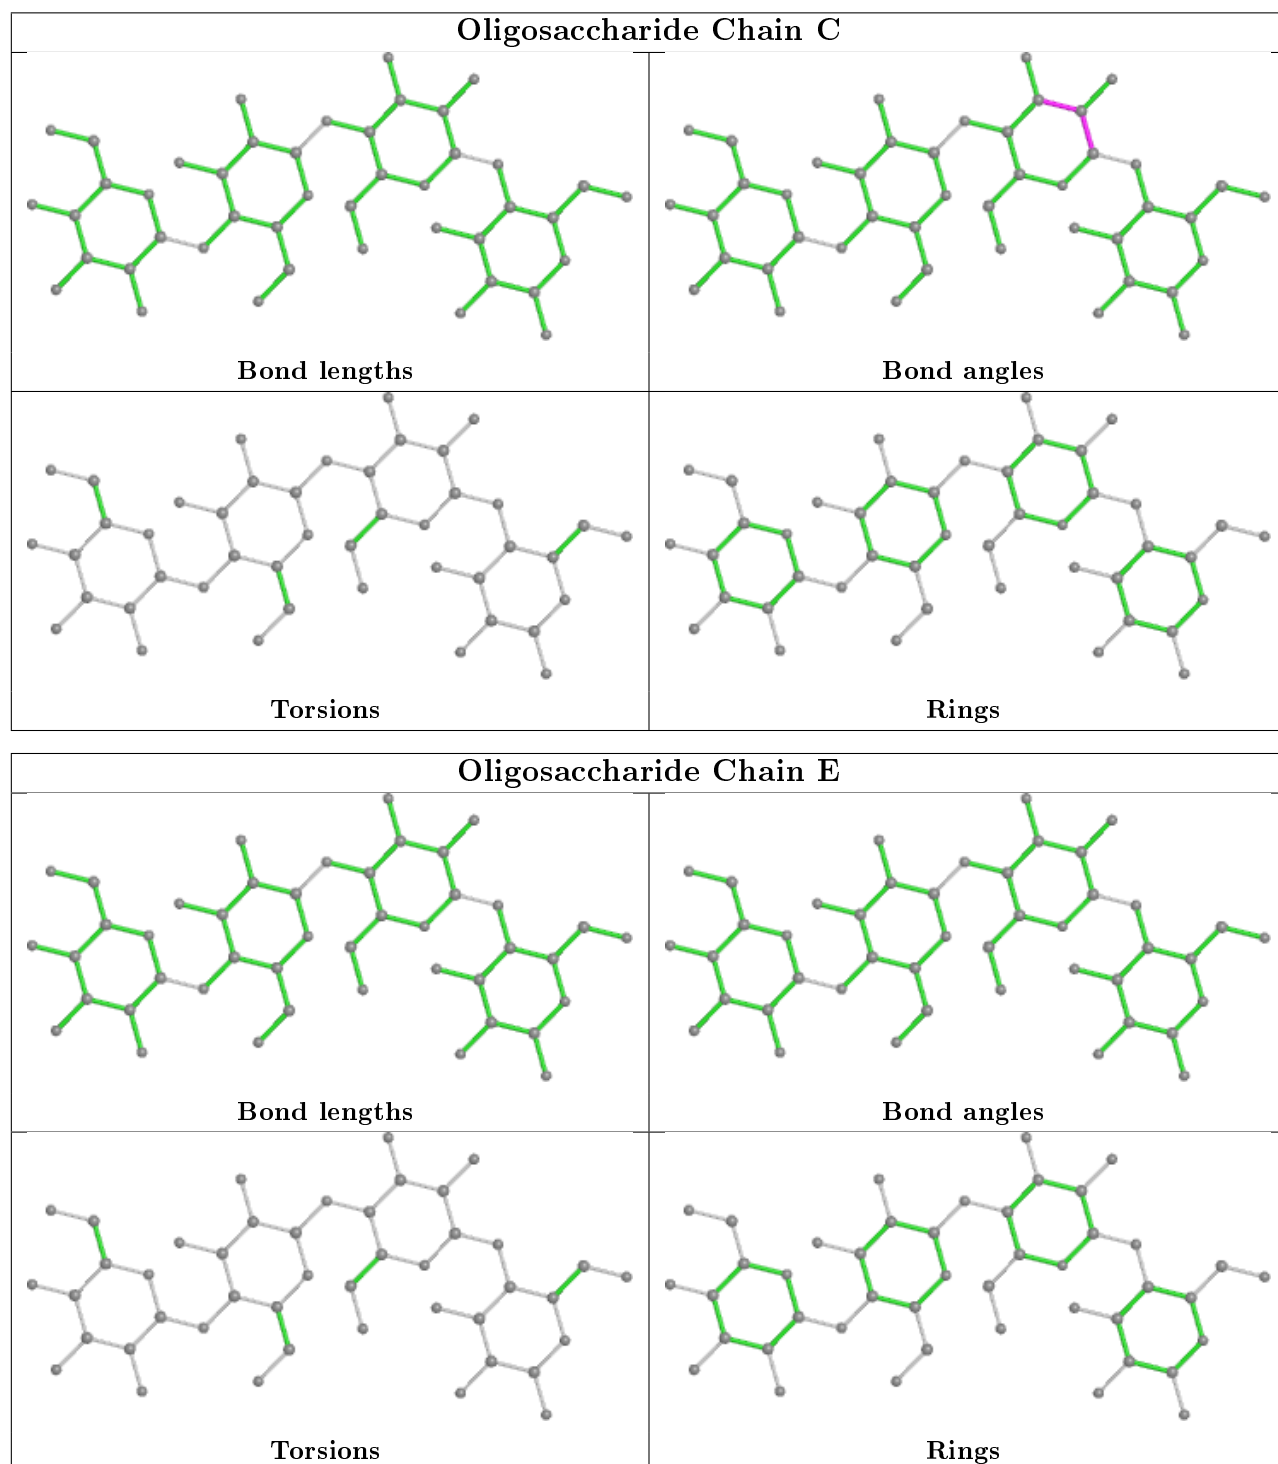 Oligosaccharide Chain C
Bond lengths
Bond angles
Torsions
Rings
Oligosaccharide Chain E
Bond lengths
Bond angles
Torsions
Rings